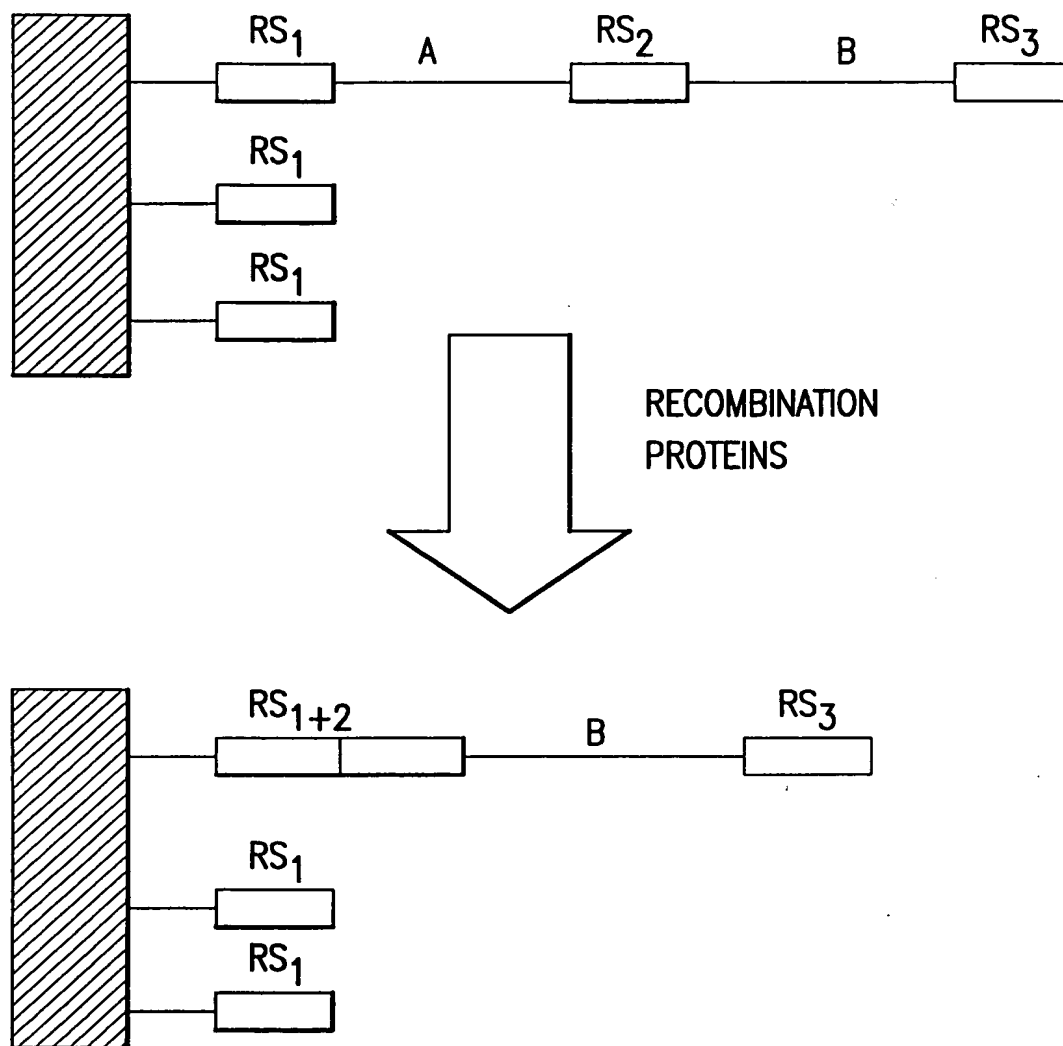 RS₁ A RS₂ B RS₃
RS₁
RS₁
RECOMBINATION
PROTEINS
RS₁₊₂ B RS₃
RS₁
RS₁